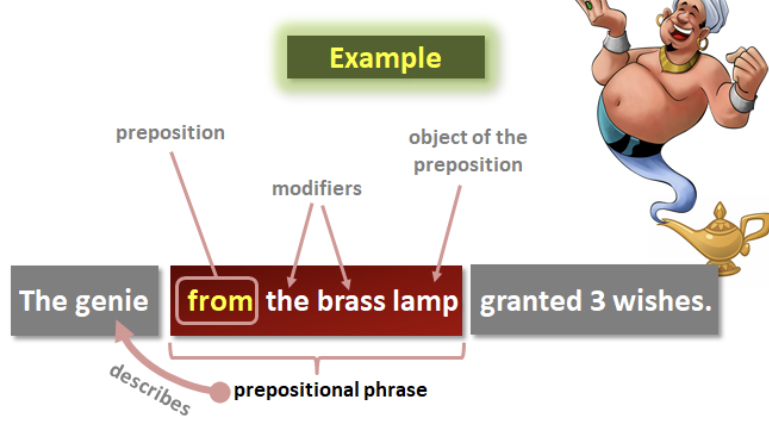 Example
preposition
object of the
preposition
modifiers
The genie from the brass lamp granted 3 wishes.
describes
prepositional phrase